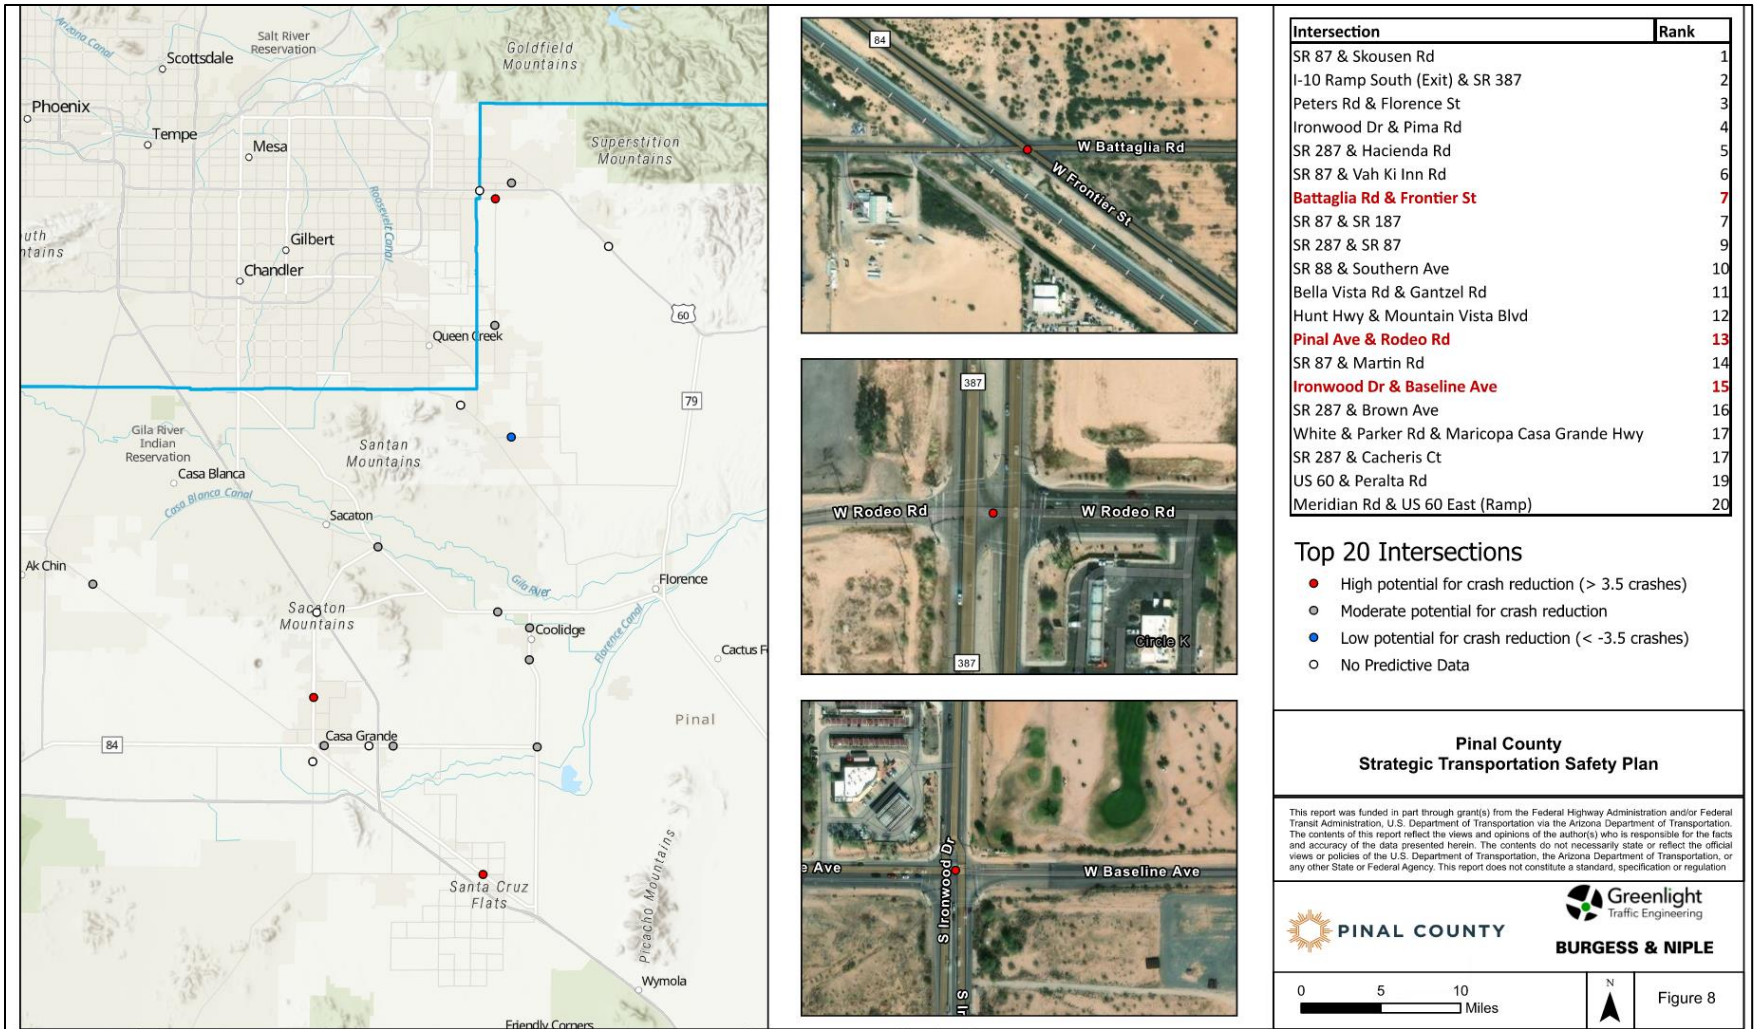 Arizona Canal
Salt River
Reservation
Scottsdale
Goldfield
Mountains
Phoenix
Tempe
Mesa
Superstition
Mountains
Roosevelt Canal
uth
ntains
Gilbert
Chandler
60
Queen Creek
79
Gila River
Indian
Reservation
Santan
Mountains
Casa Blanca
Casa Blanca Canal
Sacaton
Ak Chin
Gila River
Florence
Sacaton
Mountains
Coolidge
Florence Canal
Cactus F
Pinal
84
Casa Grande
Santa Cruz
Flats
Picacho Mountains
Wymola
Friendly Corners
84
W Battaglia Rd
W Frontier St
387
W Rodeo Rd
W Rodeo Rd
Circle K
387
S Ironwood Dr
e Ave
W Baseline Ave
S Ir
Intersection Rank
SR 87 & Skousen Rd 1
I-10 Ramp South (Exit) & SR 387 2
Peters Rd & Florence St 3
Ironwood Dr & Pima Rd 4
SR 287 & Hacienda Rd 5
SR 87 & Vah Ki Inn Rd 6
Battaglia Rd & Frontier St 7
SR 87 & SR 187 7
SR 287 & SR 87 9
SR 88 & Southern Ave 10
Bella Vista Rd & Gantzel Rd 11
Hunt Hwy & Mountain Vista Blvd 12
Pinal Ave & Rodeo Rd 13
SR 87 & Martin Rd 14
Ironwood Dr & Baseline Ave 15
SR 287 & Brown Ave 16
White & Parker Rd & Maricopa Casa Grande Hwy 17
SR 287 & Cacheris Ct 17
US 60 & Peralta Rd 19
Meridian Rd & US 60 East (Ramp) 20
Top 20 Intersections
High potential for crash reduction (> 3.5 crashes)
Moderate potential for crash reduction
Low potential for crash reduction (< -3.5 crashes)
No Predictive Data
Pinal County
Strategic Transportation Safety Plan
This report was funded in part through grant(s) from the Federal Highway Administration and/or Federal
Transit Administration, U.S. Department of Transportation via the Arizona Department of Transportation.
The contents of this report reflect the views and opinions of the author(s) who is responsible for the facts
and accuracy of the data presented herein. The contents do not necessarily state or reflect the official
views or policies of the U.S. Department of Transportation, the Arizona Department of Transportation, or
any other State or Federal Agency. This report does not constitute a standard, specification or regulation
PINAL COUNTY
Greenlight
Traffic Engineering
BURGESS & NIPLE
0 5 10
Miles
N
Figure 8